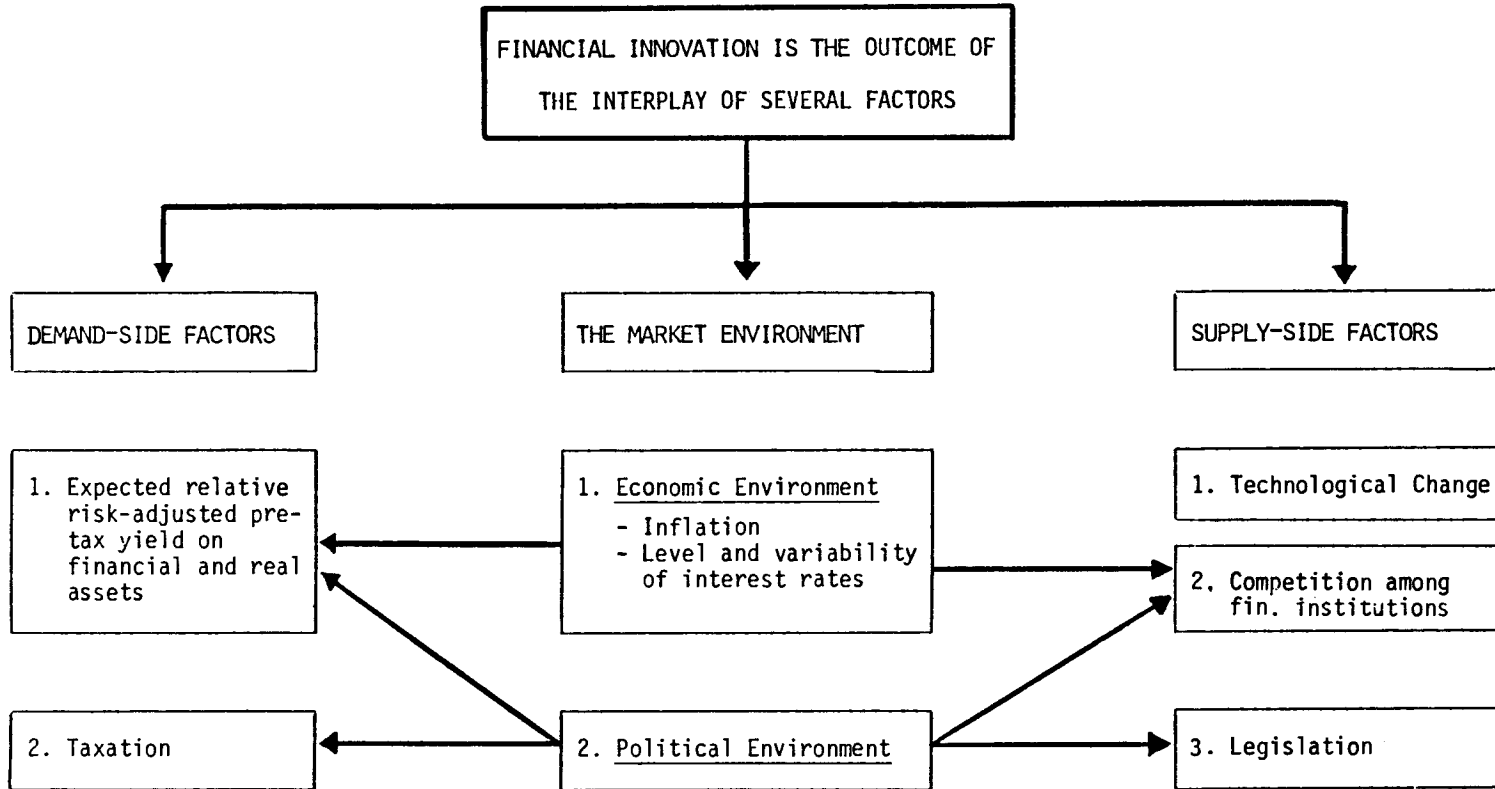 FINANCIAL INNOVATION IS THE OUTCOME OF
THE INTERPLAY OF SEVERAL FACTORS
DEMAND-SIDE FACTORS
THE MARKET ENVIRONMENT
SUPPLY-SIDE FACTORS
1. Expected relative
risk-adjusted pre-
tax yield on
financial and real
assets
1. Economic Environment
- Inflation
- Level and variability
of interest rates
1. Technological Change
2. Competition among
fin. institutions
2. Taxation
2. Political Environment
3. Legislation